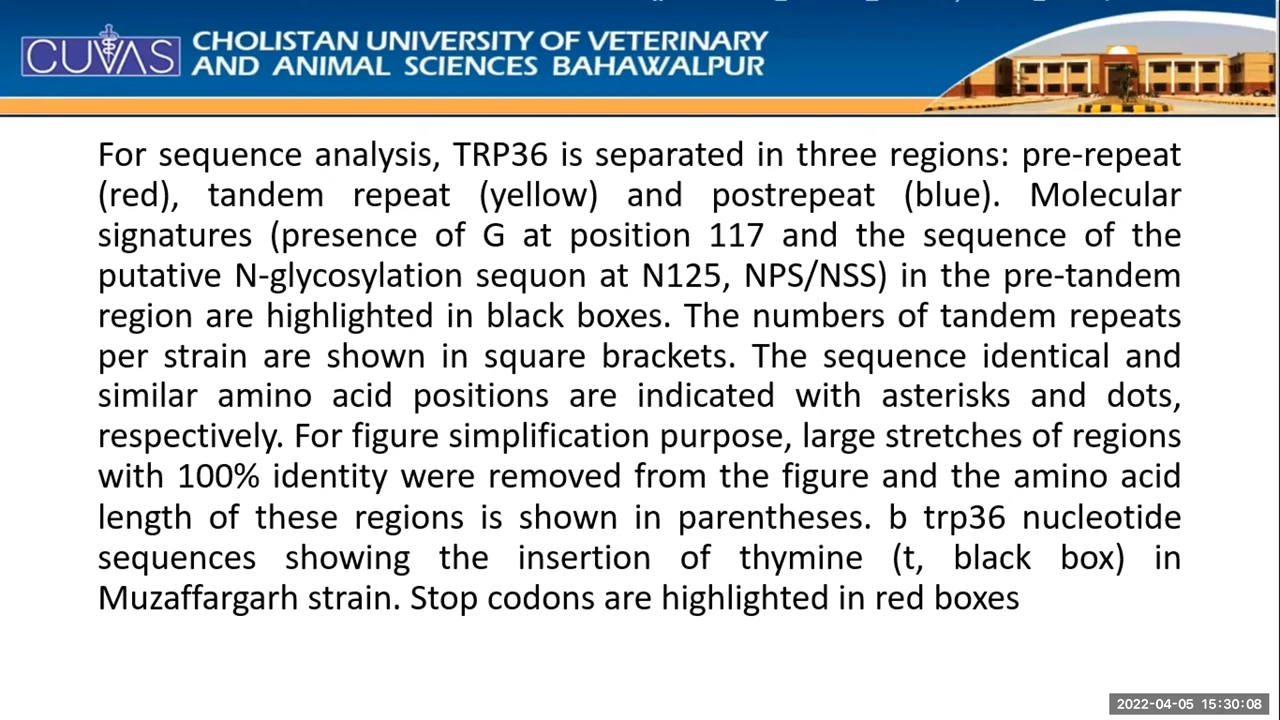 CUVAS
CHOLISTAN UNIVERSITY OF VETERINARY
AND ANIMAL SCIENCES BAHAWALPUR
For sequence analysis, TRP36 is separated in three regions: pre-repeat
(red), tandem repeat (yellow) and postrepeat (blue). Molecular
signatures (presence of G at position 117 and the sequence of the
putative N-glycosylation sequon at N125, NPS/NSS) in the pre-tandem
region are highlighted in black boxes. The numbers of tandem repeats
per strain are shown in square brackets. The sequence identical and
similar amino acid positions are indicated with asterisks and dots,
respectively. For figure simplification purpose, large stretches of regions
with 100% identity were removed from the figure and the amino acid
length of these regions is shown in parentheses. b trp36 nucleotide
sequences showing the insertion of thymine (t, black box) in
Muzaffargarh strain. Stop codons are highlighted in red boxes
2022-04-05 15:30:08